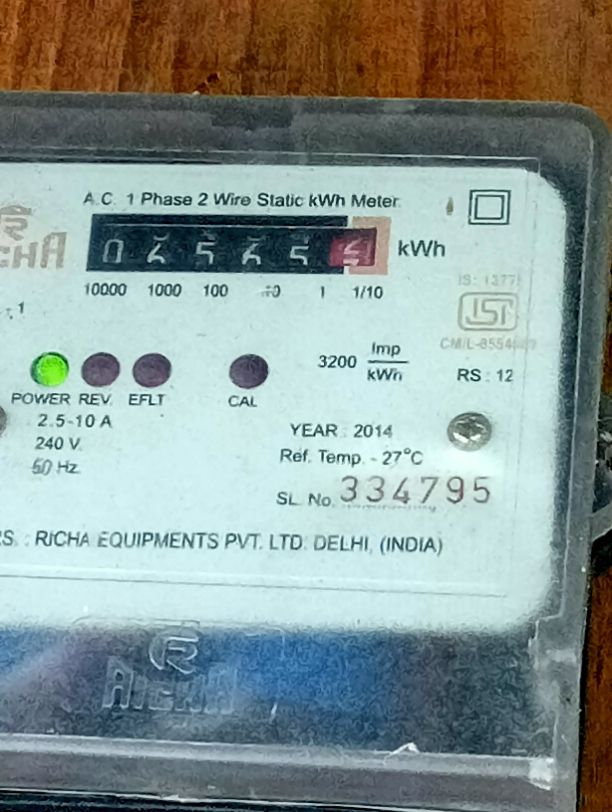 A.C. 1 Phase 2 Wire Static kWh Meter
kWh
10000 1000 100 10 1 1/10
3200 Imp
kWh
RS : 12
POWER REV. EFLT CAL
2.5-10 A
240 V.
50 Hz.
YEAR : 2014
Ref. Temp. - 27°C
SL. No. 334795
RICHA EQUIPMENTS PVT. LTD. DELHI, (INDIA)
RICHA